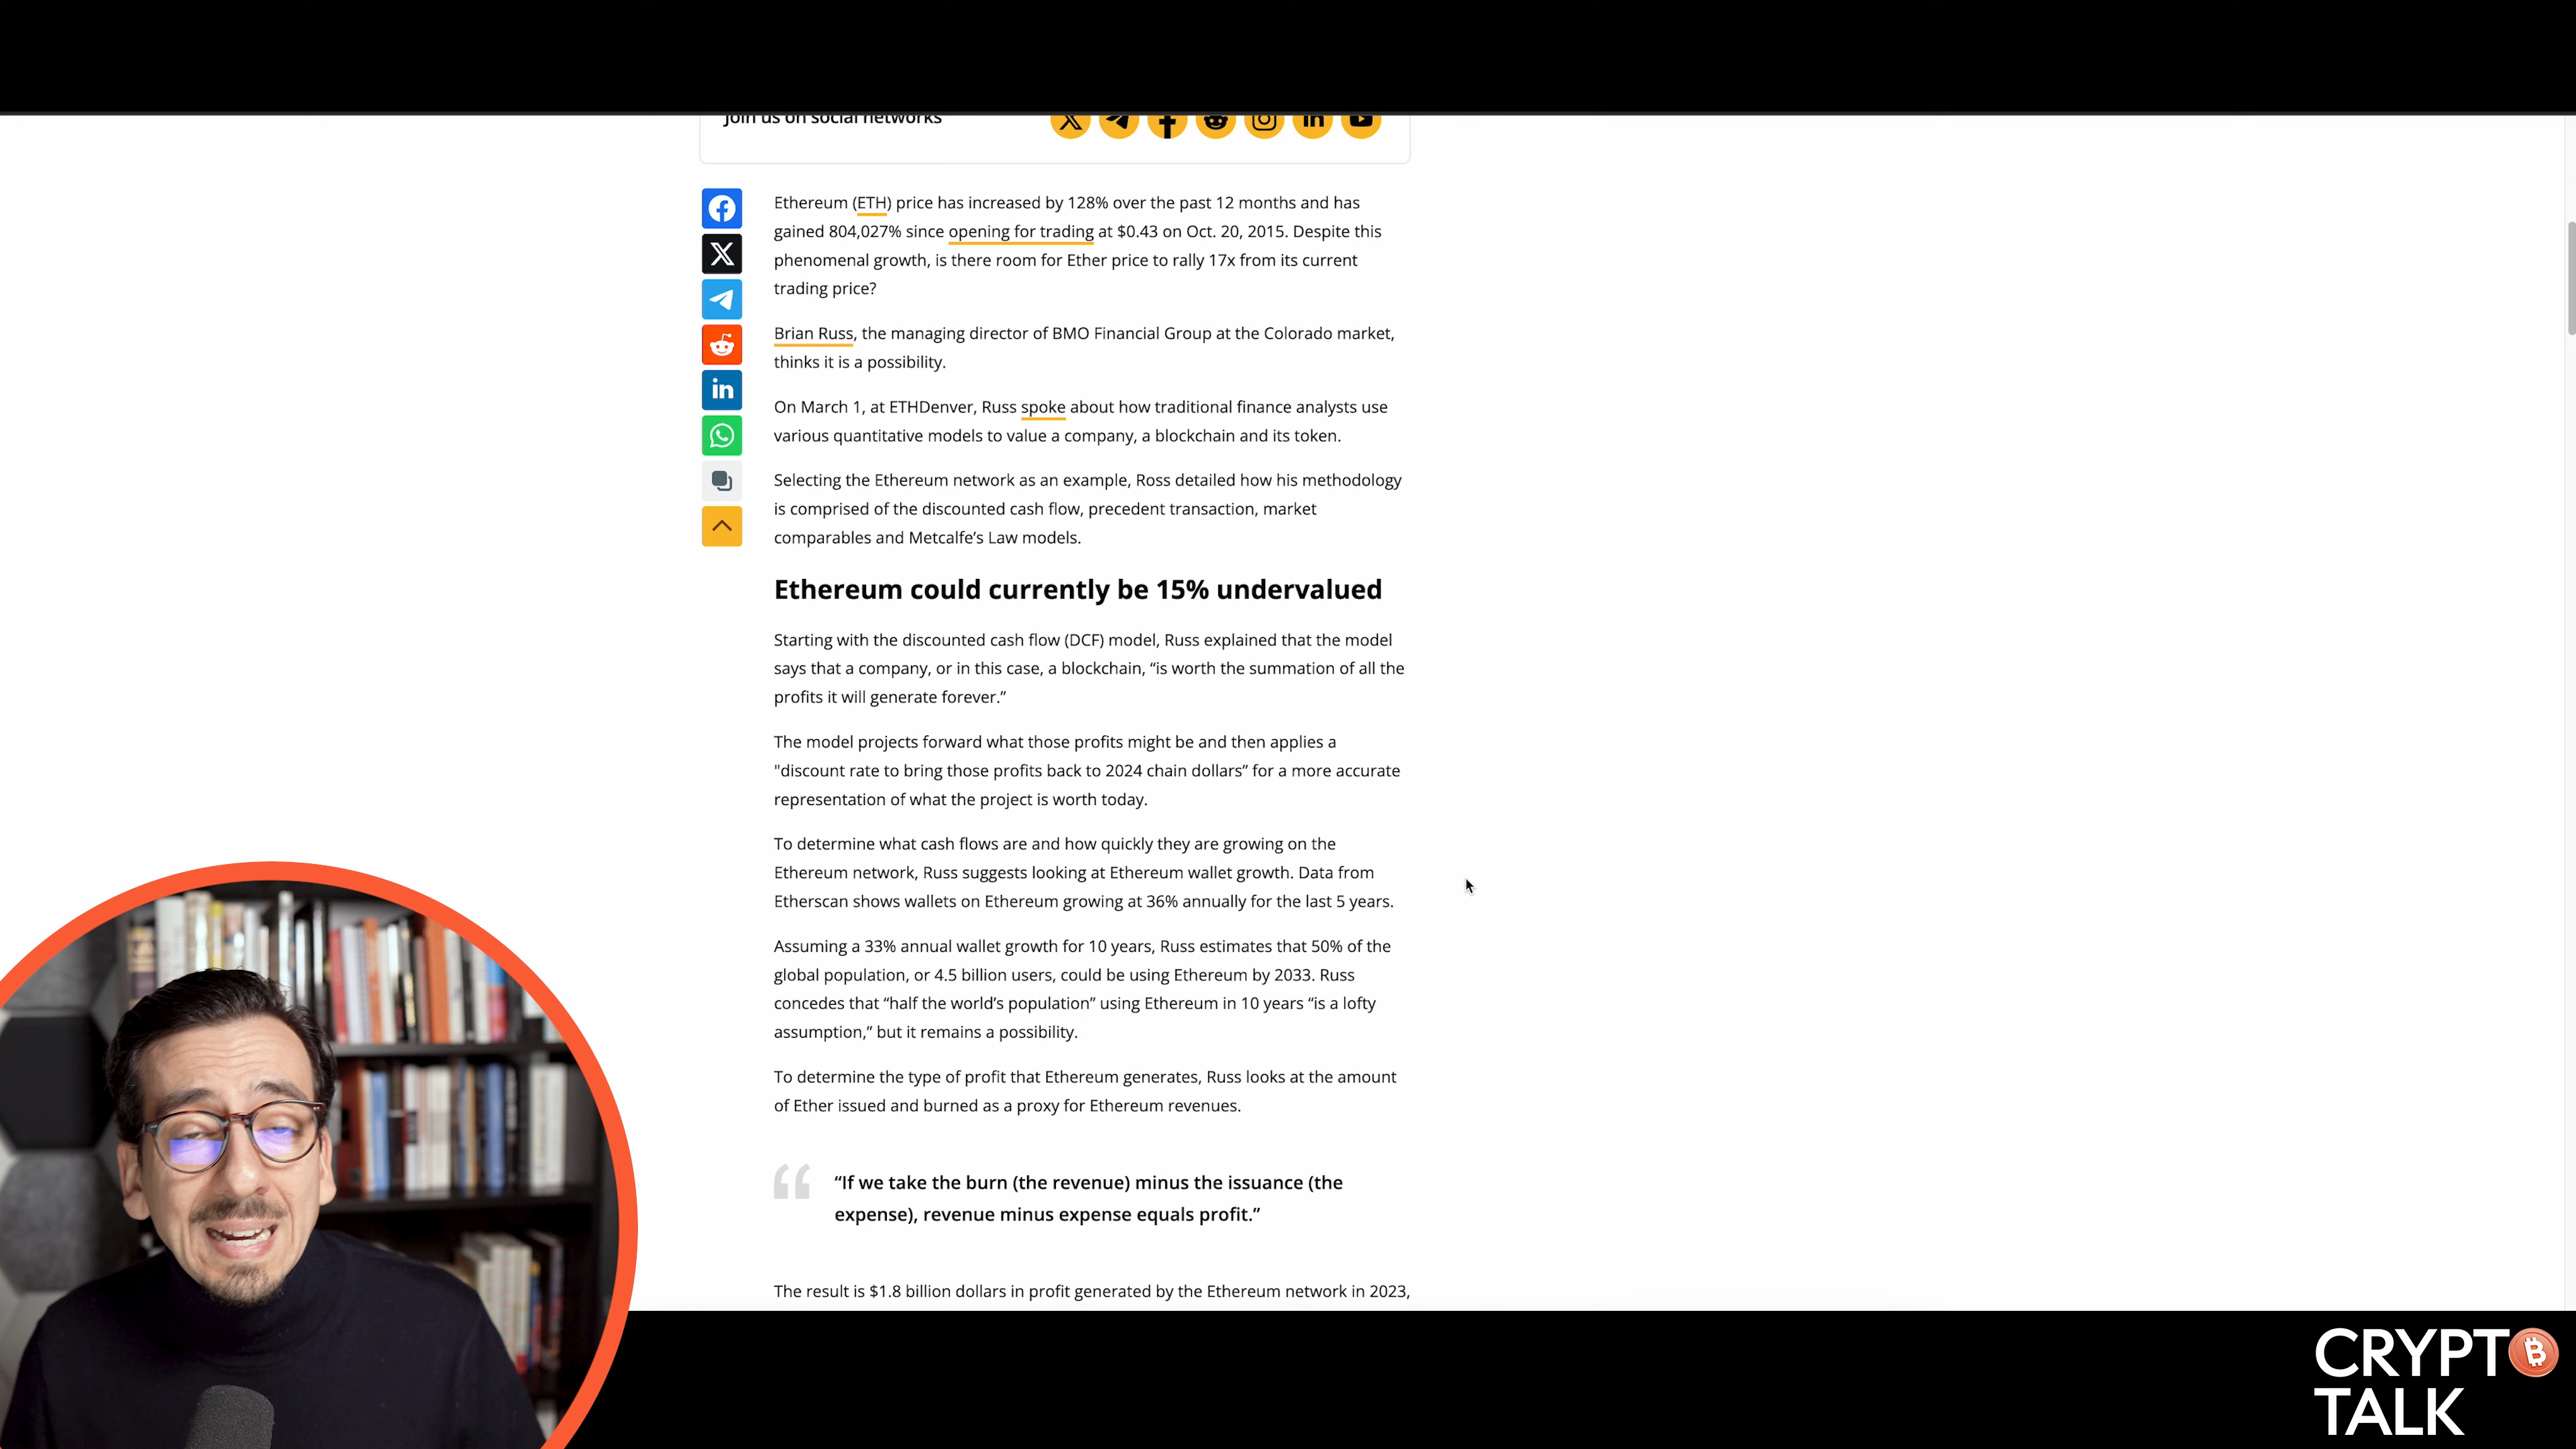 Join us on social networks
Ethereum (ETH) price has increased by 128% over the past 12 months and has
gained 804,027% since opening for trading at $0.43 on Oct. 20, 2015. Despite this
phenomenal growth, is there room for Ether price to rally 17x from its current
trading price?
Brian Russ, the managing director of BMO Financial Group at the Colorado market,
thinks it is a possibility.
On March 1, at ETHDenver, Russ spoke about how traditional finance analysts use
various quantitative models to value a company, a blockchain and its token.
Selecting the Ethereum network as an example, Ross detailed how his methodology
is comprised of the discounted cash flow, precedent transaction, market
comparables and Metcalfe’s Law models.
Ethereum could currently be 15% undervalued
Starting with the discounted cash flow (DCF) model, Russ explained that the model
says that a company, or in this case, a blockchain, “is worth the summation of all the
profits it will generate forever.”
The model projects forward what those profits might be and then applies a
"discount rate to bring those profits back to 2024 chain dollars” for a more accurate
representation of what the project is worth today.
To determine what cash flows are and how quickly they are growing on the
Ethereum network, Russ suggests looking at Ethereum wallet growth. Data from
Etherscan shows wallets on Ethereum growing at 36% annually for the last 5 years.
Assuming a 33% annual wallet growth for 10 years, Russ estimates that 50% of the
global population, or 4.5 billion users, could be using Ethereum by 2033. Russ
concedes that “half the world’s population” using Ethereum in 10 years “is a lofty
assumption,” but it remains a possibility.
To determine the type of profit that Ethereum generates, Russ looks at the amount
of Ether issued and burned as a proxy for Ethereum revenues.
“If we take the burn (the revenue) minus the issuance (the
expense), revenue minus expense equals profit.”
The result is $1.8 billion dollars in profit generated by the Ethereum network in 2023,
CRYPTO
TALK